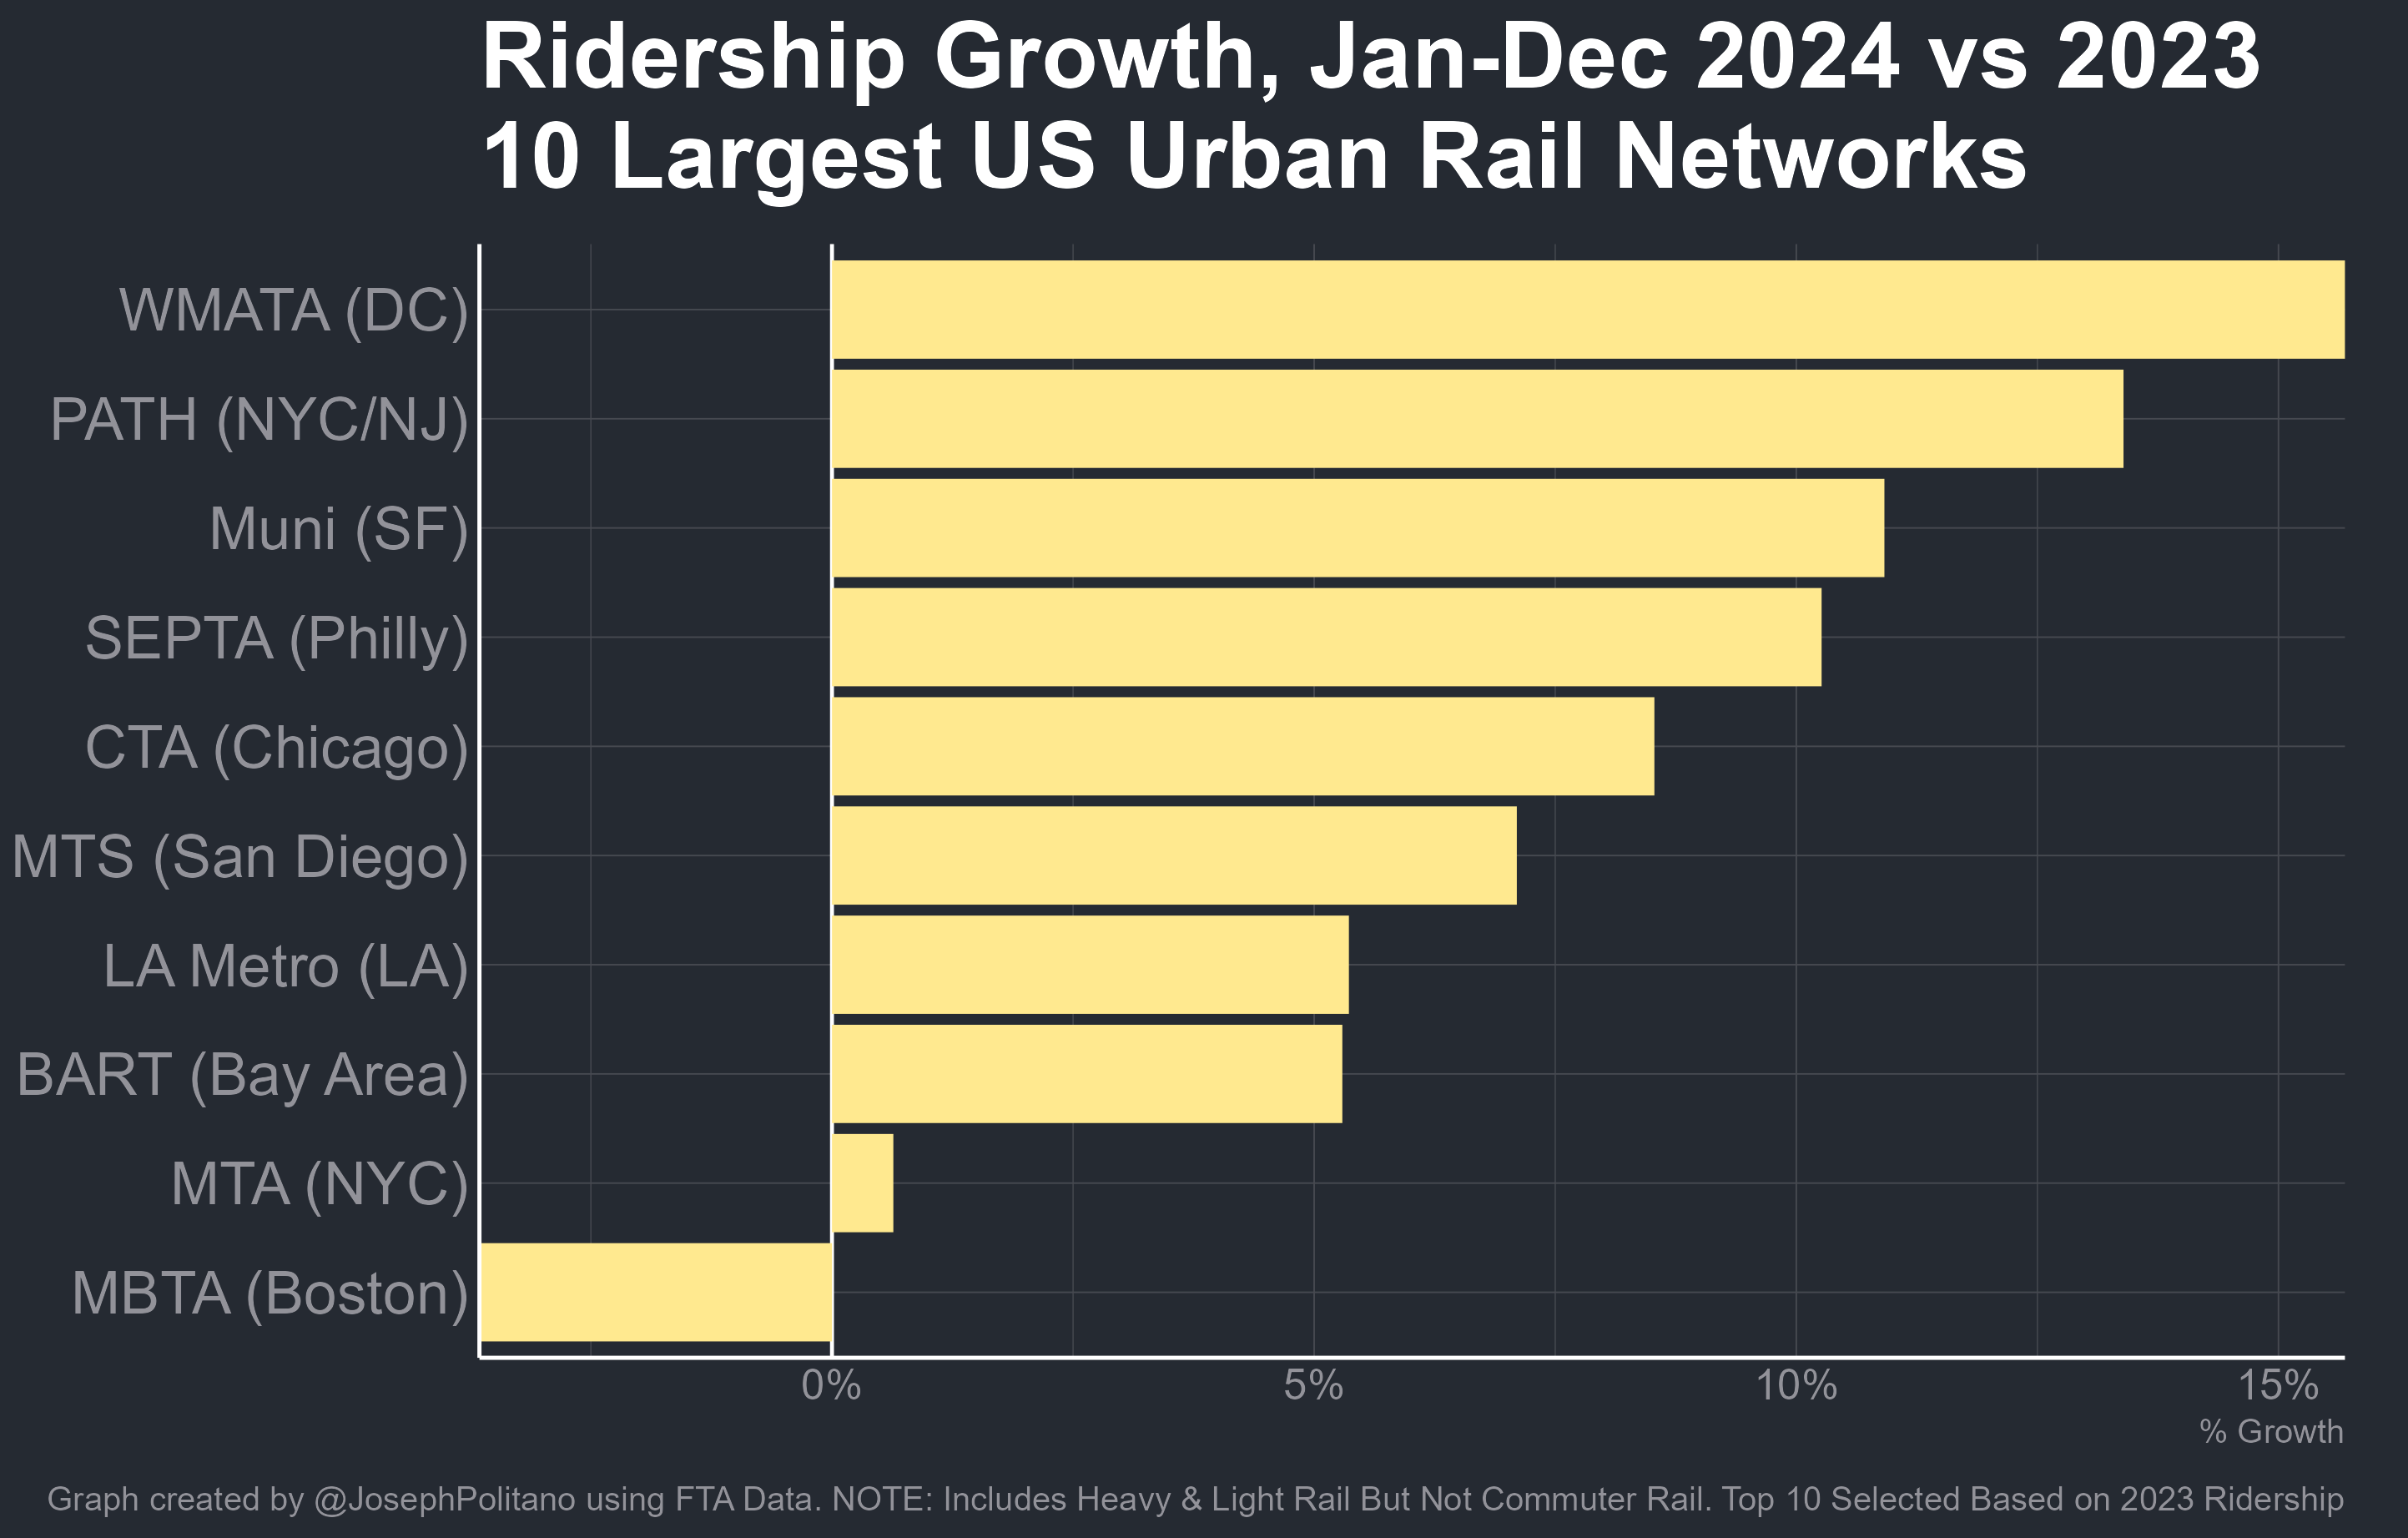 Ridership Growth, Jan-Dec 2024 vs 2023
10 Largest US Urban Rail Networks
WMATA (DC)
PATH (NYC/NJ)
Muni (SF)
SEPTA (Philly)
CTA (Chicago)
MTS (San Diego)
LA Metro (LA)
BART (Bay Area)
MTA (NYC)
MBTA (Boston)
0% 5% 10% 15%
% Growth
Graph created by @JosephPolitano using FTA Data. NOTE: Includes Heavy & Light Rail But Not Commuter Rail. Top 10 Selected Based on 2023 Ridership